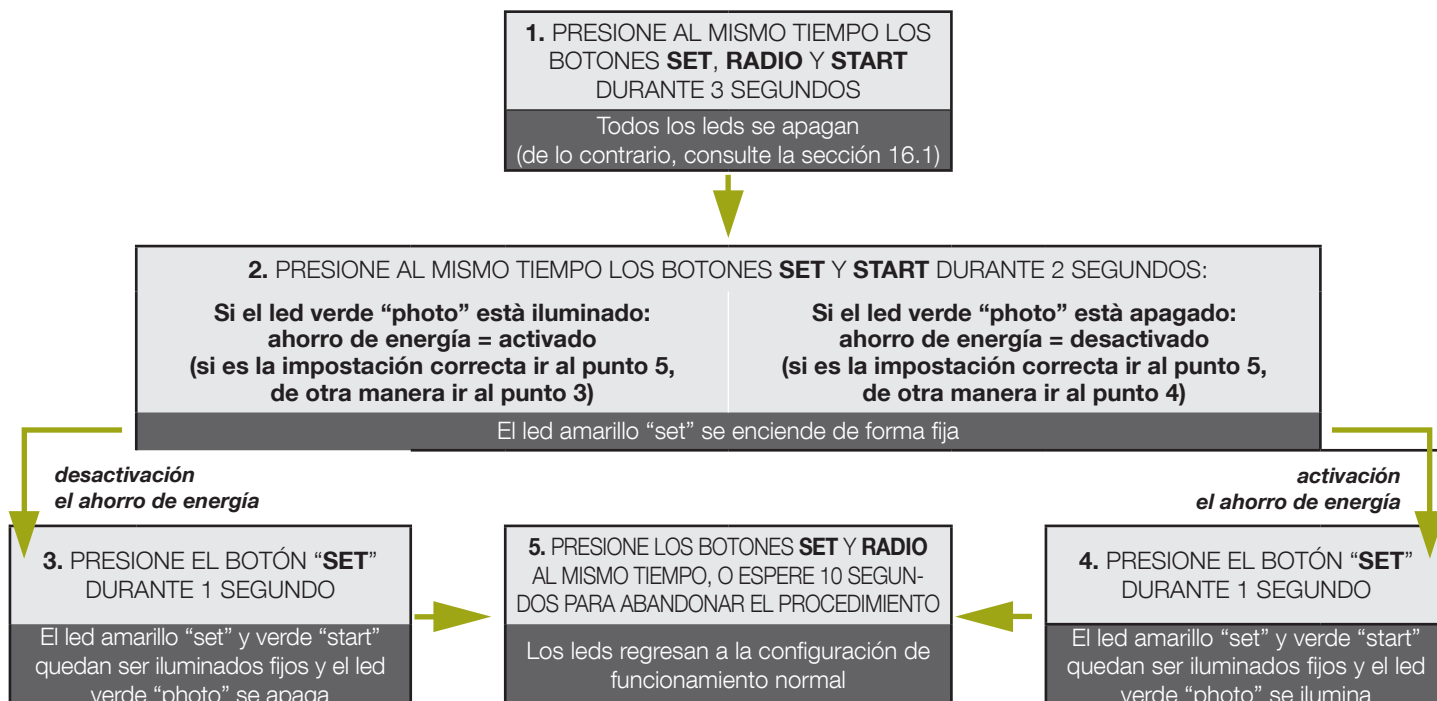 1. PRESIONE AL MISMO TIEMPO LOS
BOTONES SET, RADIO Y START
DURANTE 3 SEGUNDOS
Todos los leds se apagan
(de lo contrario, consulte la sección 16.1)
2. PRESIONE AL MISMO TIEMPO LOS BOTONES SET Y START DURANTE 2 SEGUNDOS:
Si el led verde “photo” està iluminado:
ahorro de energía = activado
(si es la impostación correcta ir al punto 5,
de otra manera ir al punto 3)
Si el led verde “photo” està apagado:
ahorro de energía = desactivado
(si es la impostación correcta ir al punto 5,
de otra manera ir al punto 4)
El led amarillo “set” se enciende de forma fija
desactivación
el ahorro de energía
activación
el ahorro de energía
3. PRESIONE EL BOTÓN “SET”
DURANTE 1 SEGUNDO
El led amarillo “set” y verde “start”
quedan ser iluminados fijos y el led
verde “photo” se apaga
5. PRESIONE LOS BOTONES SET Y RADIO
AL MISMO TIEMPO, O ESPERE 10 SEGUN-
DOS PARA ABANDONAR EL PROCEDIMIENTO
Los leds regresan a la configuración de
funcionamiento normal
4. PRESIONE EL BOTÓN “SET”
DURANTE 1 SEGUNDO
El led amarillo “set” y verde “start”
quedan ser iluminados fijos y el led
verde “photo” se ilumina